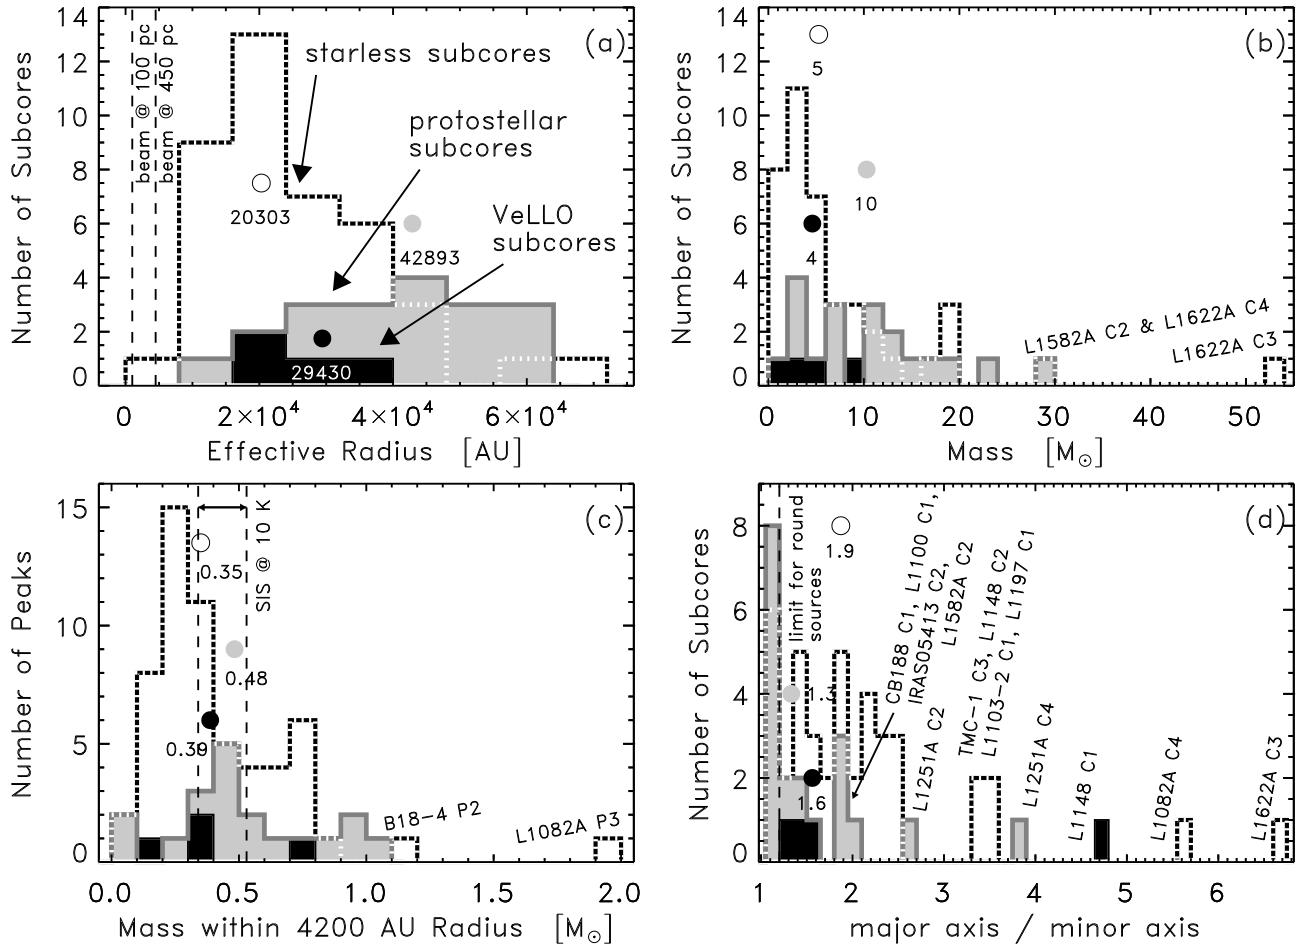 (a)
Number of Subcores
14
12
10
8
6
4
2
0
beam @ 100 pc
beam @ 450 pc
starless subcores
protostellar
subcores
VeLLO
subcores
20303
42893
29430
0
2×10⁴
4×10⁴
6×10⁴
Effective Radius [AU]
(b)
Number of Subcores
14
12
10
8
6
4
2
0
5
10
4
L1582A C2 & L1622A C4
L1622A C3
0
10
20
30
40
50
Mass [M⊙]
(c)
Number of Peaks
15
10
5
0
SIS @ 10 K
0.35
0.48
0.39
B18-4 P2
L1082A P3
0.0
0.5
1.0
1.5
2.0
Mass within 4200 AU Radius [M⊙]
(d)
Number of Subcores
8
6
4
2
0
limit for round
sources
1.9
1.3
1.6
CB188 C1, L1100 C1,
IRAS05413 C2,
L1582A C2
L1251A C2
TMC-1 C3, L1148 C2
L1103-2 C1, L1197 C1
L1251A C4
L1148 C1
L1082A C4
L1622A C3
1
2
3
4
5
6
major axis / minor axis